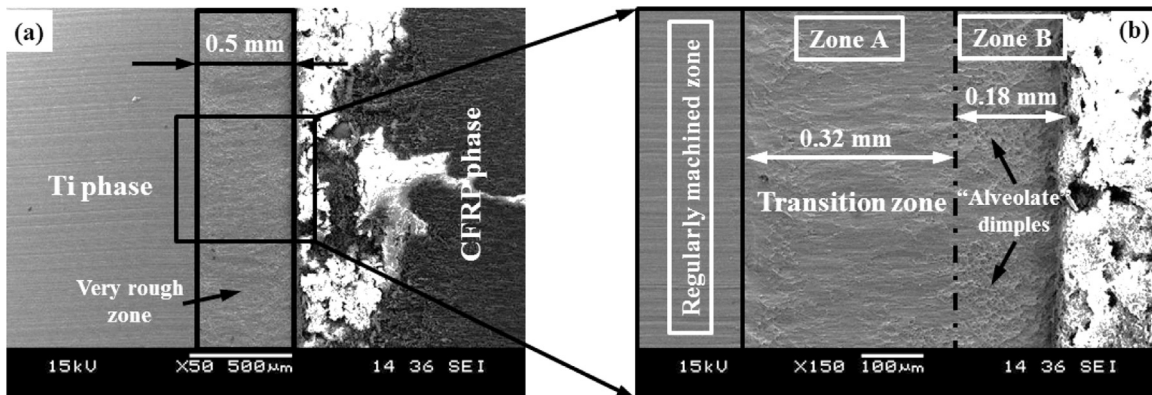 (a)
0.5 mm
Ti phase
CFRP phase
Very rough
zone
15kV
X50 500µm
14 36 SEI
(b)
Zone A
Zone B
0.18 mm
0.32 mm
Regularly machined zone
Transition zone
“Alveolate”
dimples
15kV
X150 100µm
14 36 SEI